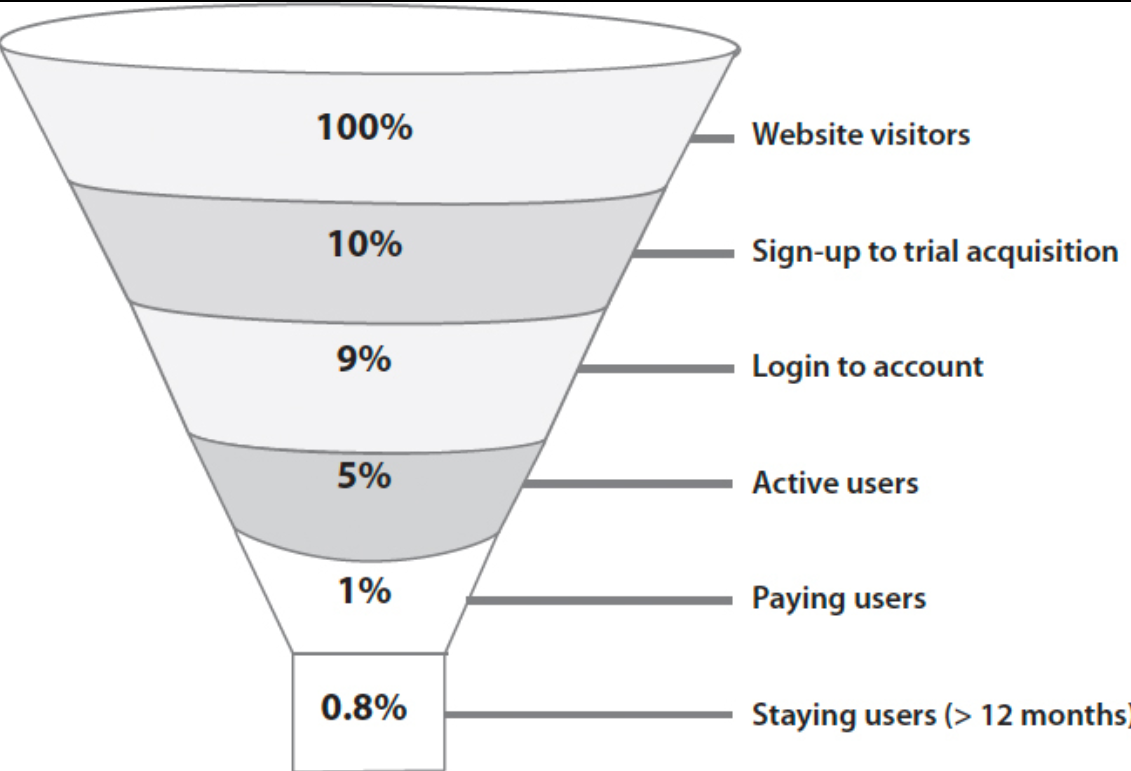 100%
Website visitors
10%
Sign-up to trial acquisition
9%
Login to account
5%
Active users
1%
Paying users
0.8%
Staying users (> 12 months)